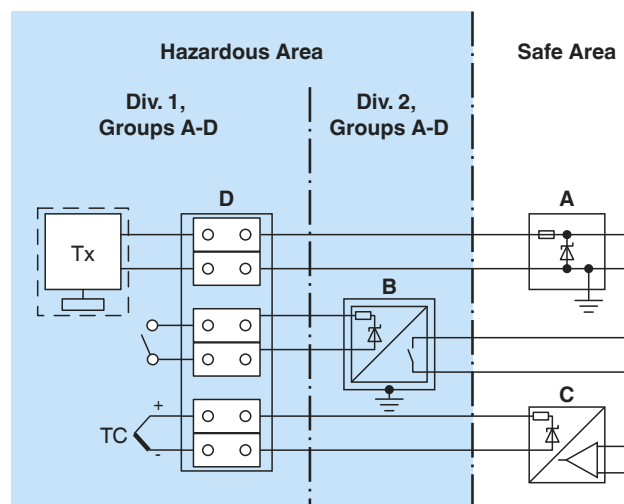 Hazardous Area
Safe Area
Div. 1,
Groups A-D
Div. 2,
Groups A-D
D
A
Tx
B
C
TC
+
-